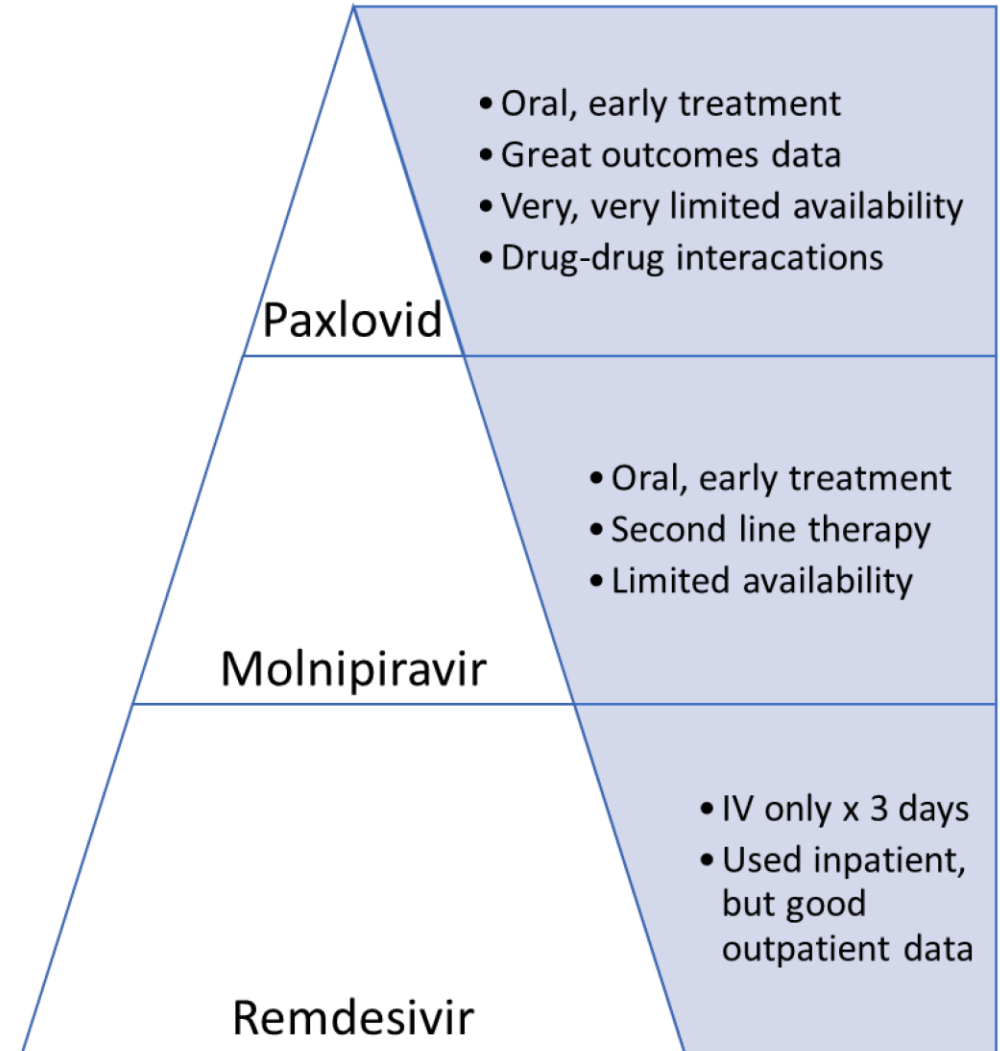 • Oral, early treatment
• Great outcomes data
• Very, very limited availability
• Drug-drug interacations
Paxlovid
• Oral, early treatment
• Second line therapy
• Limited availability
Molnipiravir
• IV only x 3 days
• Used inpatient,
but good
outpatient data
Remdesivir